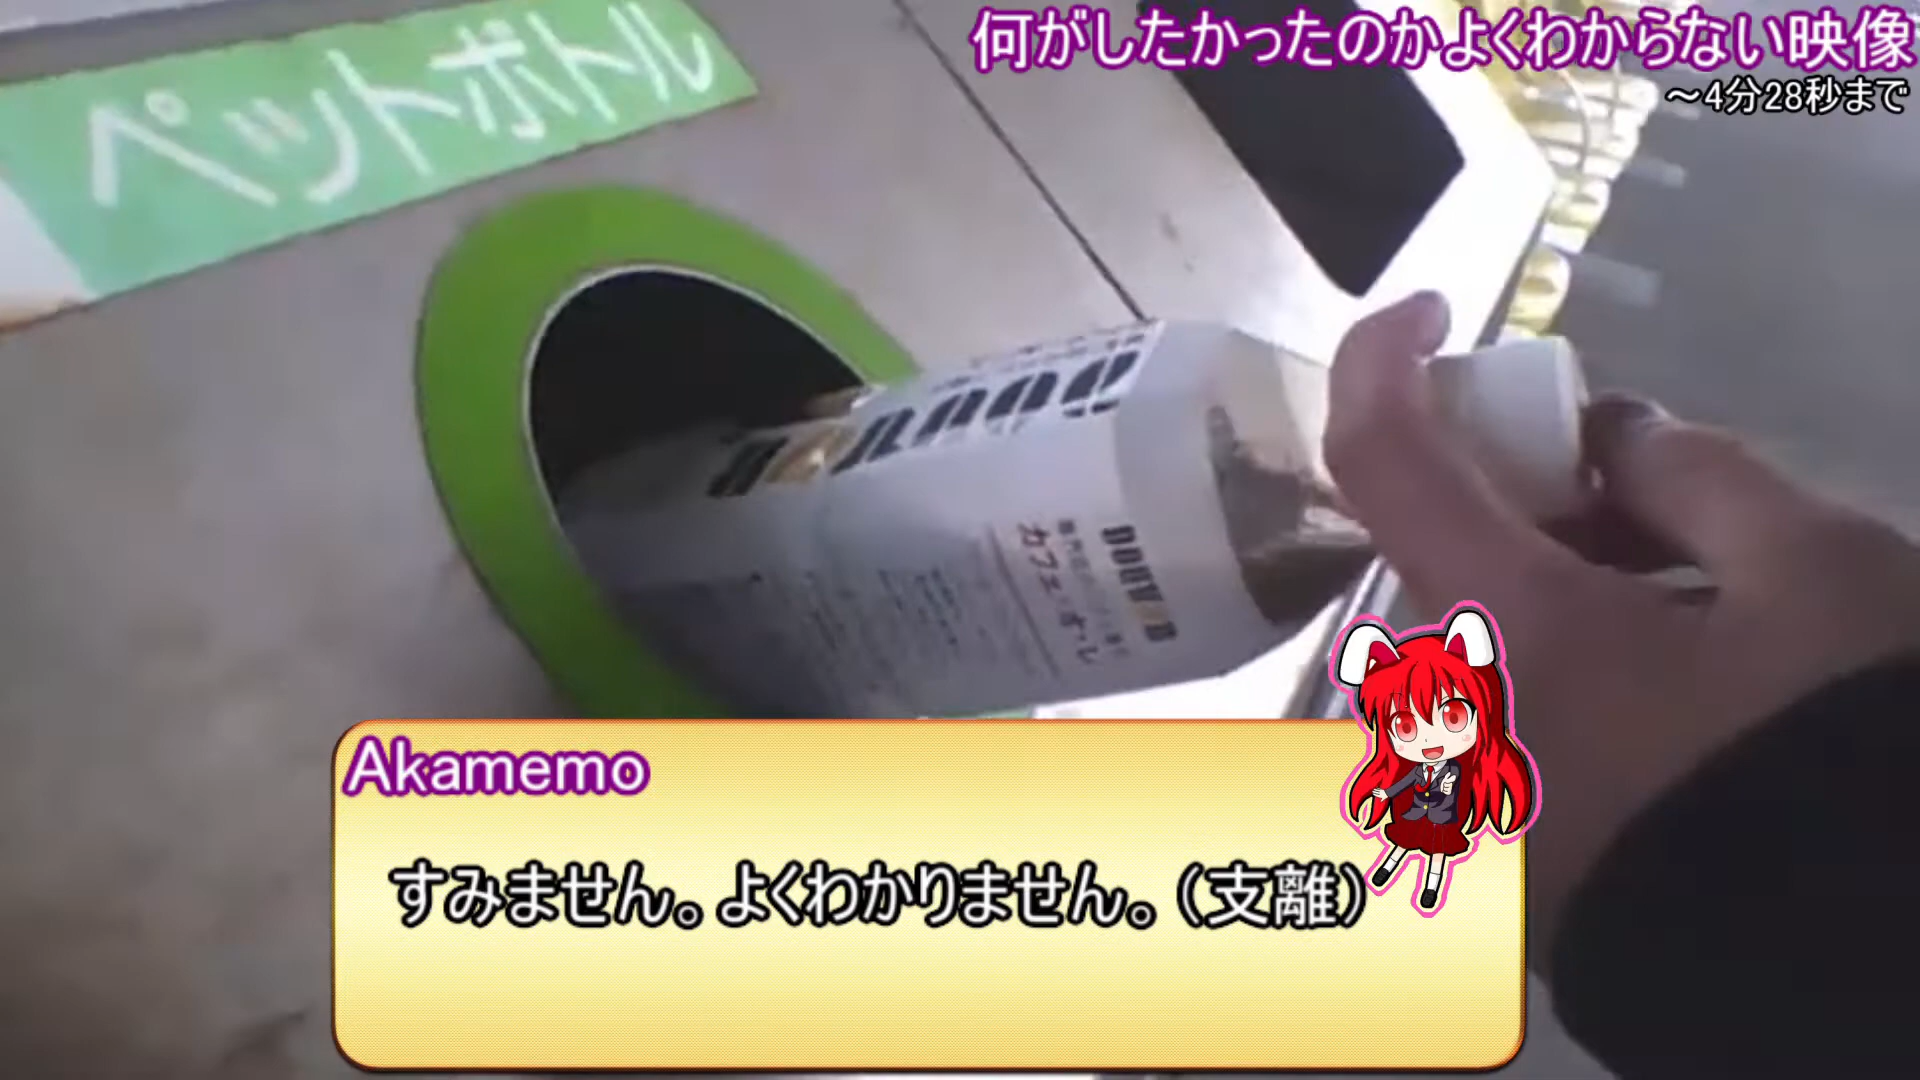 何がしたかったのかよくわからない映像
～4分28秒まで
ペットボトル
カフェ・オ・レ
Akamemo
すみません。よくわかりません。（支離）